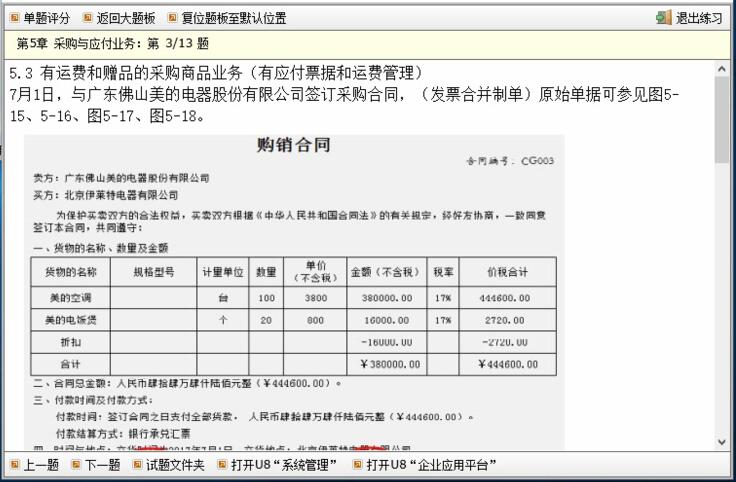 单题评分 返回大题板 复位题板至默认位置 退出练习
第5章 采购与应付业务：第 3/13 题
5.3 有运费和赠品的采购商品业务（有应付票据和运费管理）
7月1日，与广东佛山美的电器股份有限公司签订采购合同，（发票合并制单）原始单据可参见图5-
15、5-16、图5-17、图5-18。
购销合同
合同编号： CG003
卖方：广东佛山美的电器股份有限公司
买方：北京伊莱特电器有限公司
为保护买卖双方的合法权益，买卖双方根据《中华人民共和国合同法》的有关规定，经好友协商，一致同意
签订本合同，共同遵守：
一、货物的名称、数量及金额
货物的名称 规格型号 计量单位 数量 单价（不含税） 金额（不含税） 税率 价税合计
美的空调 台 100 3800 380000.00 17% 444600.00
美的电饭煲 个 20 800 16000.00 17% 2720.00
折扣 -16000.00 -2720.00
合计 ￥380000.00 ￥444600.00
二、合同总金额：人民币肆拾肆万肆仟陆佰元整（￥444600.00）。
三、付款时间及付款方式：
付款时间：签订合同之日支付全部货款， 人民币肆拾肆万肆仟陆佰元整（￥444600.00）。
付款结算方式：银行承兑汇票
上一题 下一题 试题文件夹 打开U8“系统管理” 打开U8“企业应用平台”